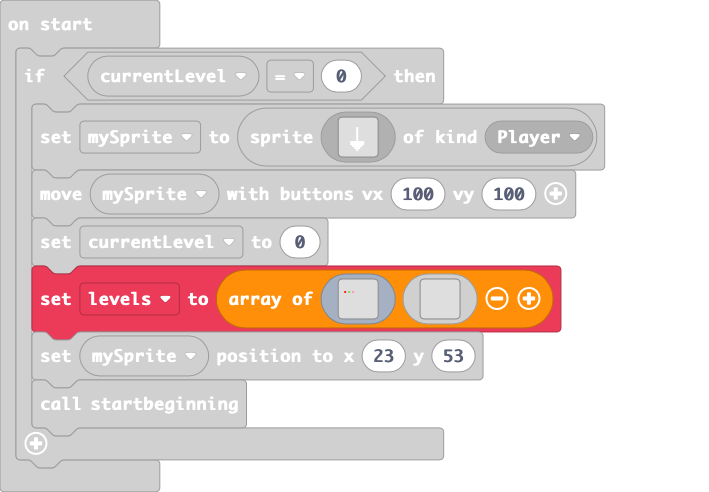 on start
if currentLevel = 0 then
set mySprite to sprite of kind Player
move mySprite with buttons vx 100 vy 100
set currentLevel to 0
set levels to array of
set mySprite position to x 23 y 53
call startbeginning